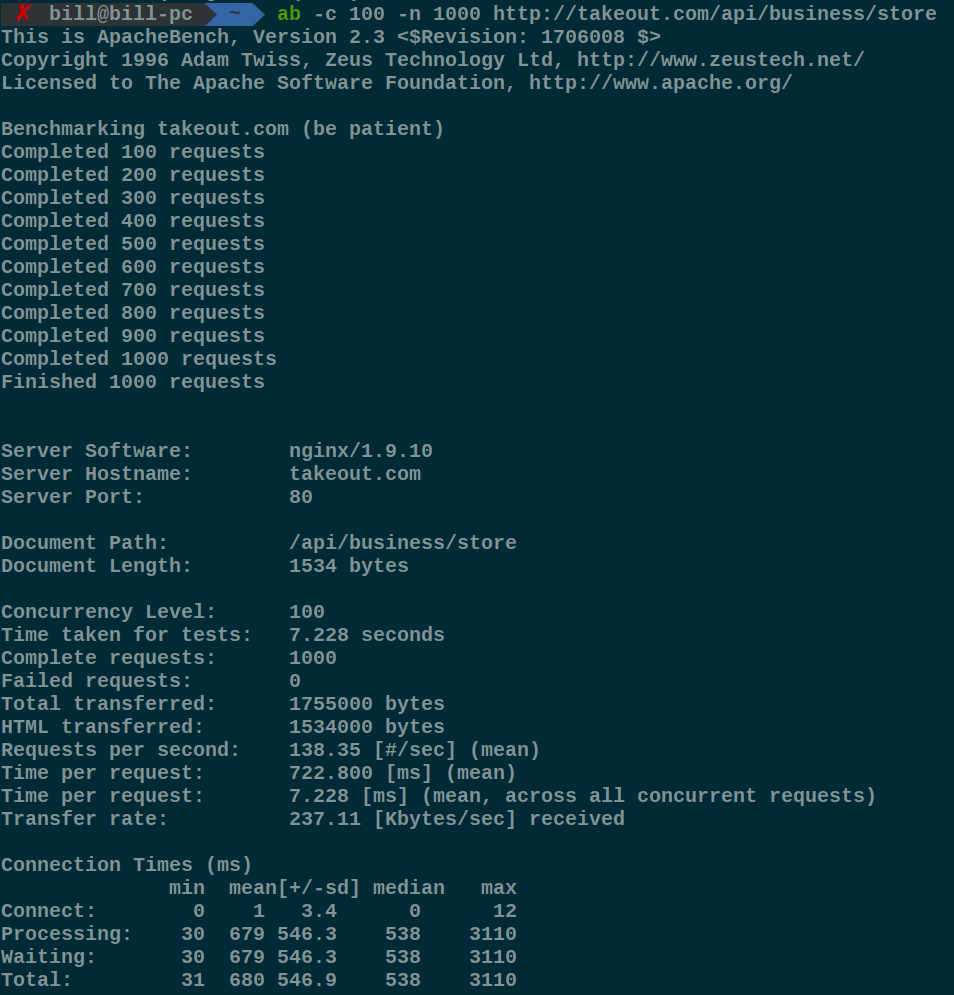 ✗ bill@bill-pc ~ ab -c 100 -n 1000 http://takeout.com/api/business/store
This is ApacheBench, Version 2.3 <$Revision: 1706008 $>
Copyright 1996 Adam Twiss, Zeus Technology Ltd, http://www.zeustech.net/
Licensed to The Apache Software Foundation, http://www.apache.org/

Benchmarking takeout.com (be patient)
Completed 100 requests
Completed 200 requests
Completed 300 requests
Completed 400 requests
Completed 500 requests
Completed 600 requests
Completed 700 requests
Completed 800 requests
Completed 900 requests
Completed 1000 requests
Finished 1000 requests

Server Software:        nginx/1.9.10
Server Hostname:        takeout.com
Server Port:            80

Document Path:          /api/business/store
Document Length:        1534 bytes

Concurrency Level:      100
Time taken for tests:   7.228 seconds
Complete requests:      1000
Failed requests:        0
Total transferred:      1755000 bytes
HTML transferred:       1534000 bytes
Requests per second:    138.35 [#/sec] (mean)
Time per request:       722.800 [ms] (mean)
Time per request:       7.228 [ms] (mean, across all concurrent requests)
Transfer rate:          237.11 [Kbytes/sec] received

Connection Times (ms)
              min  mean[+/-sd] median   max
Connect:        0    1   3.4      0      12
Processing:    30  679 546.3    538    3110
Waiting:       30  679 546.3    538    3110
Total:         31  680 546.9    538    3110